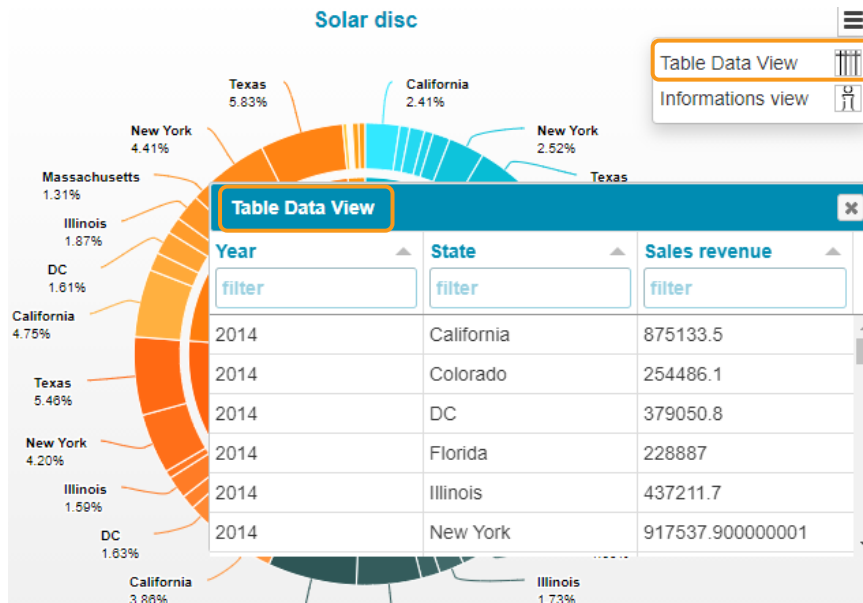 Solar disc
Table Data View
Informations view
Texas
5.83%
California
2.41%
New York
4.41%
New York
2.52%
Massachusetts
1.31%
Texas
Illinois
1.87%
DC
1.61%
California
4.75%
Texas
5.46%
New York
4.20%
Illinois
1.59%
DC
1.63%
California
3.86%
Illinois
1.73%
Table Data View
Year State Sales revenue
filter filter filter
2014 California 875133.5
2014 Colorado 254486.1
2014 DC 379050.8
2014 Florida 228887
2014 Illinois 437211.7
2014 New York 917537.900000001